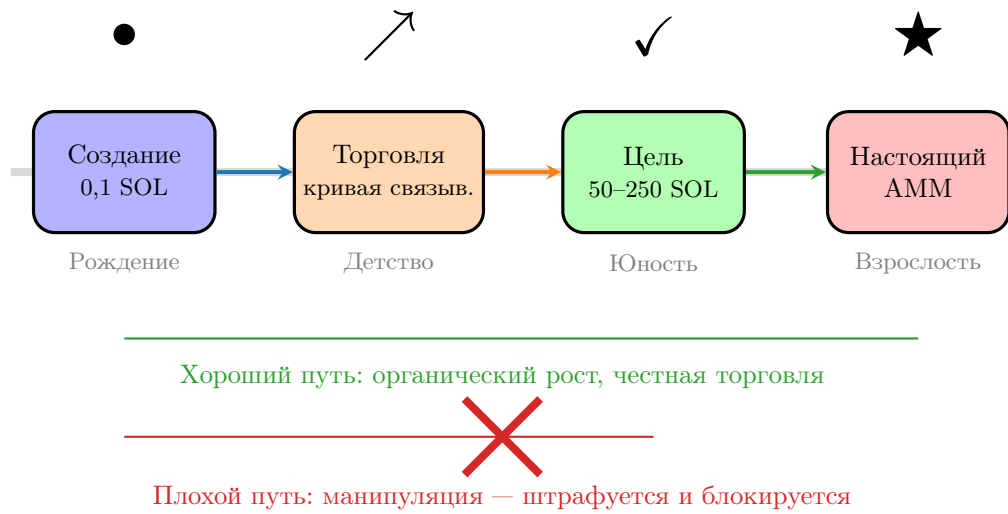 Создание
0,1 SOL
Торговля
кривая связыв.
Цель
50–250 SOL
Настоящий
АММ
Рождение
Детство
Юность
Взрослость
Хороший путь: органический рост, честная торговля
Плохой путь: манипуляция — штрафуется и блокируется